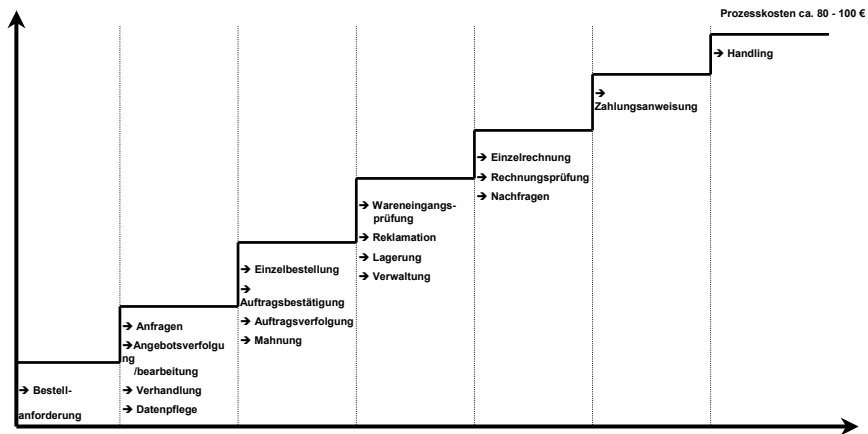 Prozesskosten ca. 80 - 100 €
➔ Handling
➔
Zahlungsanweisung
➔ Einzelrechnung
➔ Rechnungsprüfung
➔ Nachfragen
➔ Wareneingangs-
prüfung
➔ Reklamation
➔ Lagerung
➔ Verwaltung
➔ Einzelbestellung
➔
Auftragsbestätigung
➔ Auftragsverfolgung
➔ Mahnung
➔ Anfragen
➔Angebotsverfolgu
ng
/bearbeitung
➔ Verhandlung
➔ Datenpflege
➔ Bestell-
anforderung